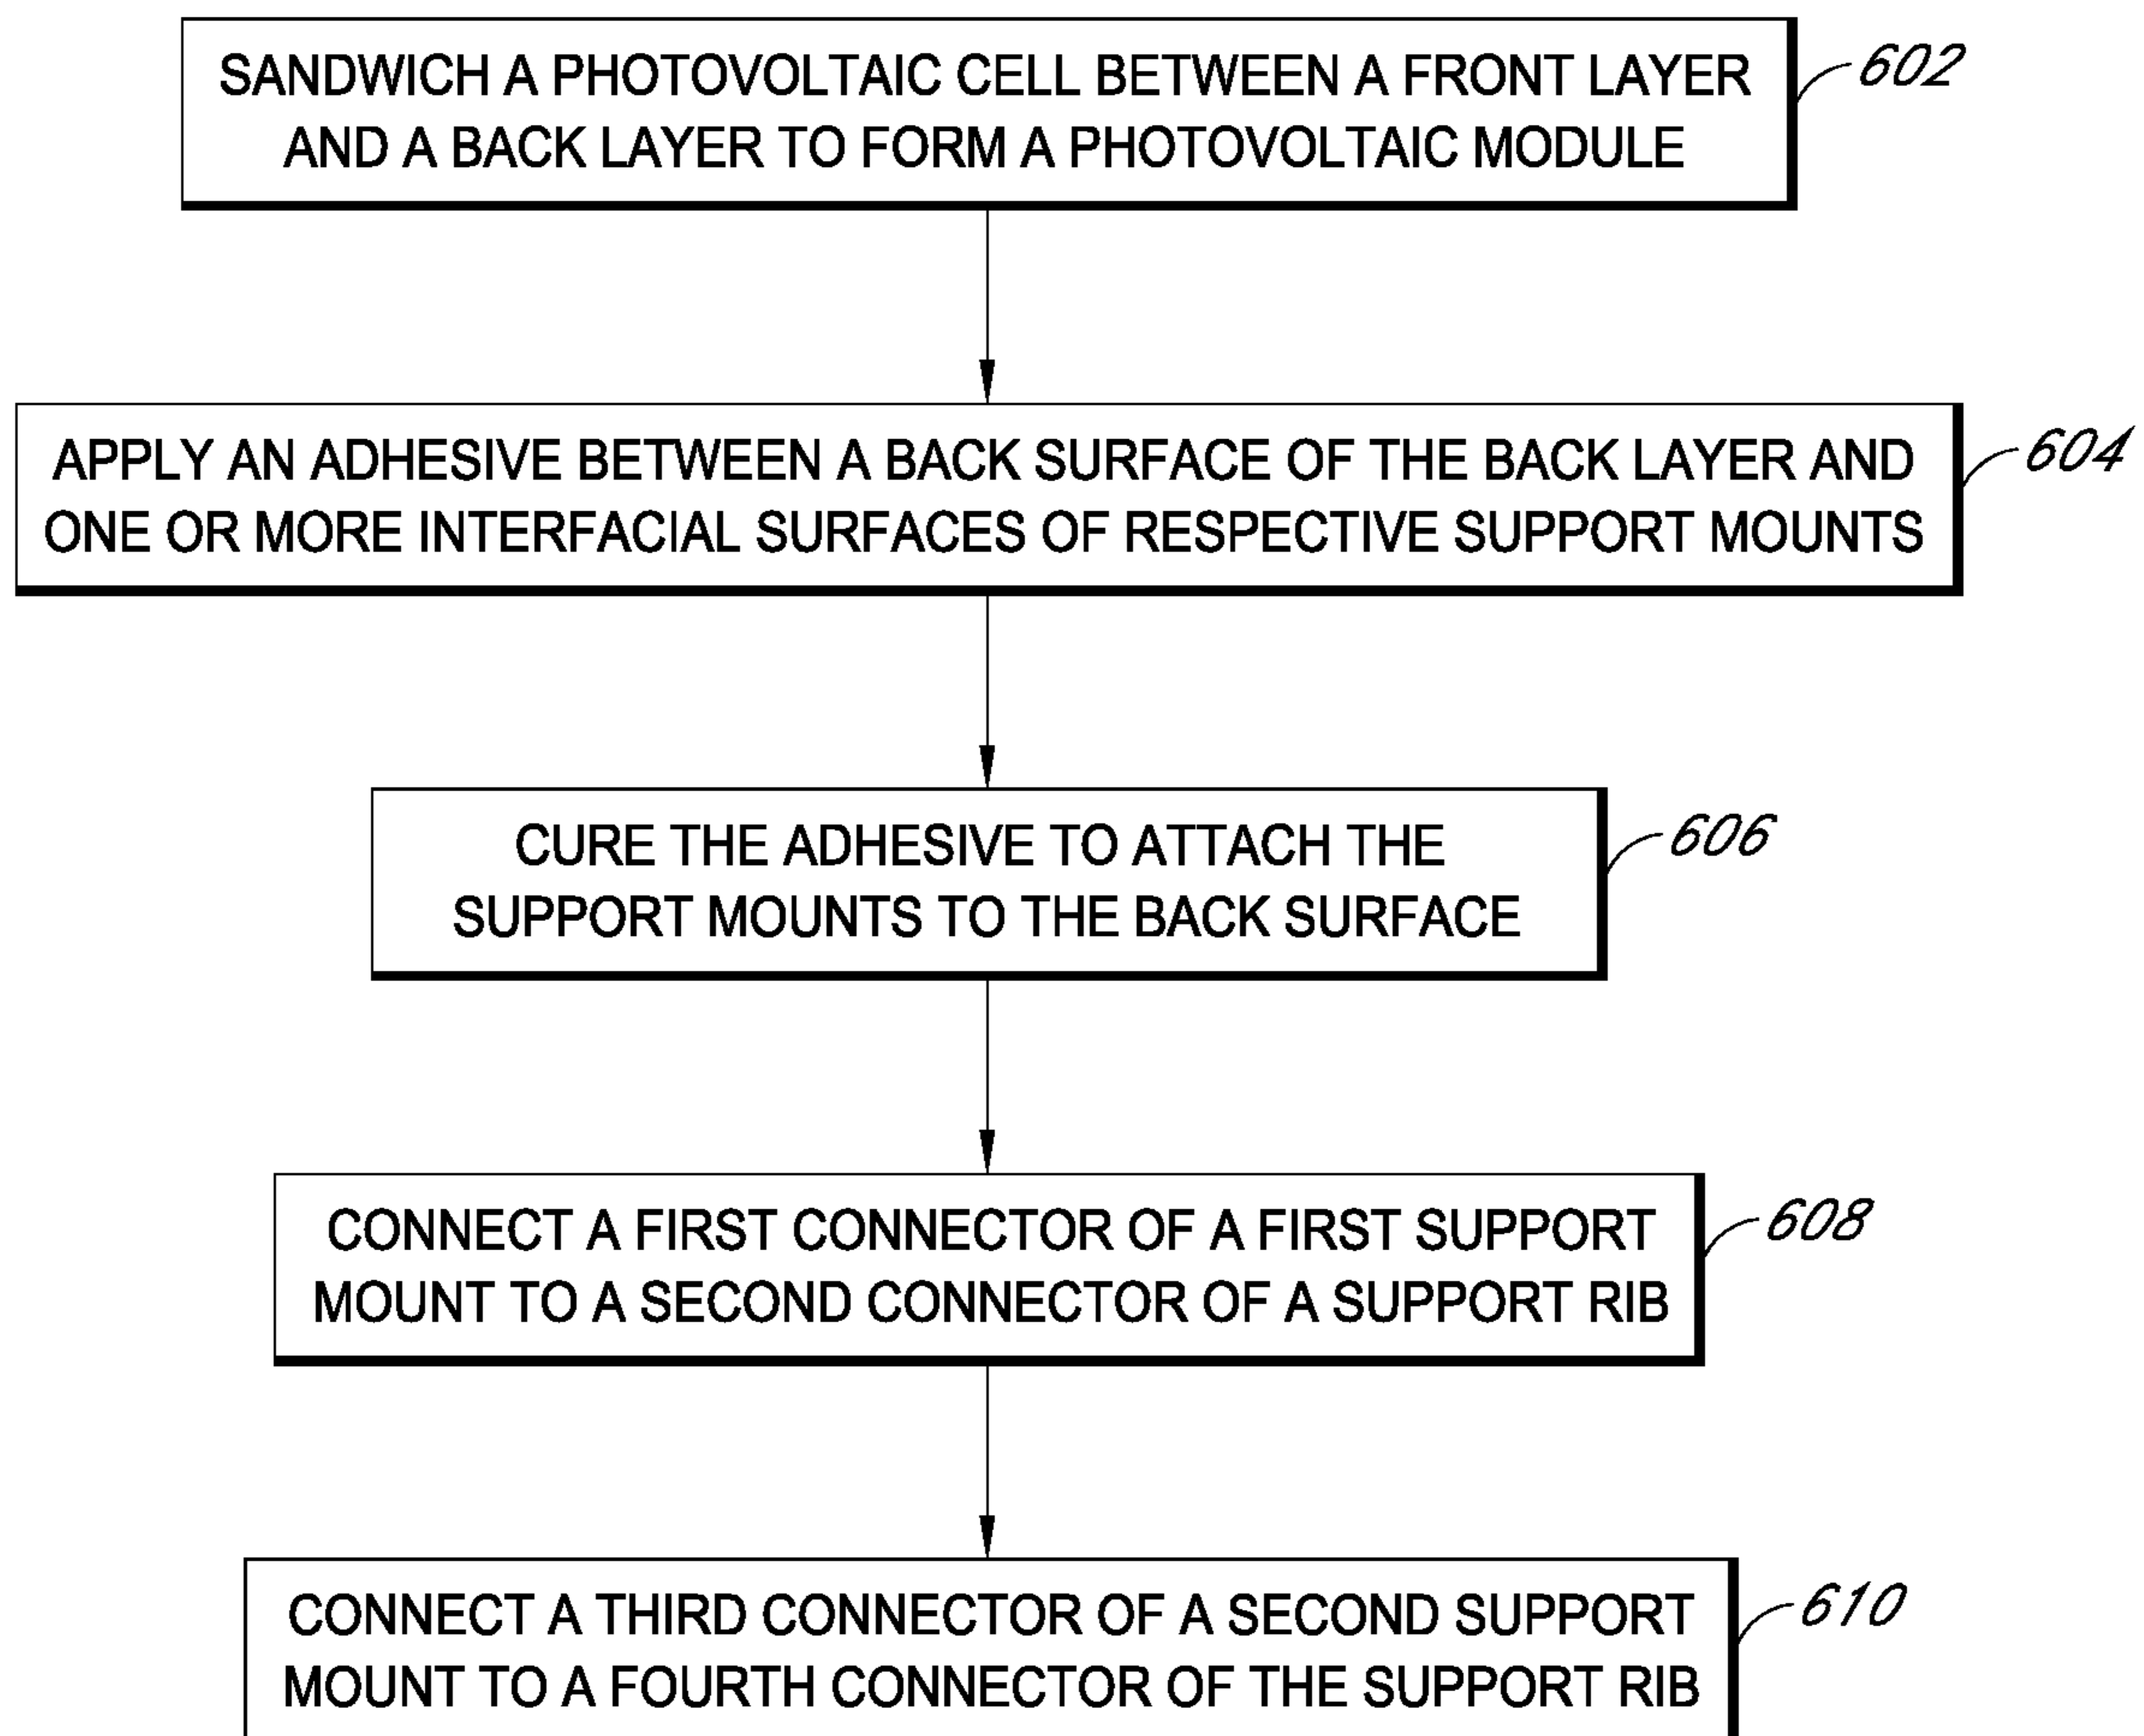 SANDWICH A PHOTOVOLTAIC CELL BETWEEN A FRONT LAYER
AND A BACK LAYER TO FORM A PHOTOVOLTAIC MODULE
602
APPLY AN ADHESIVE BETWEEN A BACK SURFACE OF THE BACK LAYER AND
ONE OR MORE INTERFACIAL SURFACES OF RESPECTIVE SUPPORT MOUNTS
604
CURE THE ADHESIVE TO ATTACH THE
SUPPORT MOUNTS TO THE BACK SURFACE
606
CONNECT A FIRST CONNECTOR OF A FIRST SUPPORT
MOUNT TO A SECOND CONNECTOR OF A SUPPORT RIB
608
CONNECT A THIRD CONNECTOR OF A SECOND SUPPORT
MOUNT TO A FOURTH CONNECTOR OF THE SUPPORT RIB
610